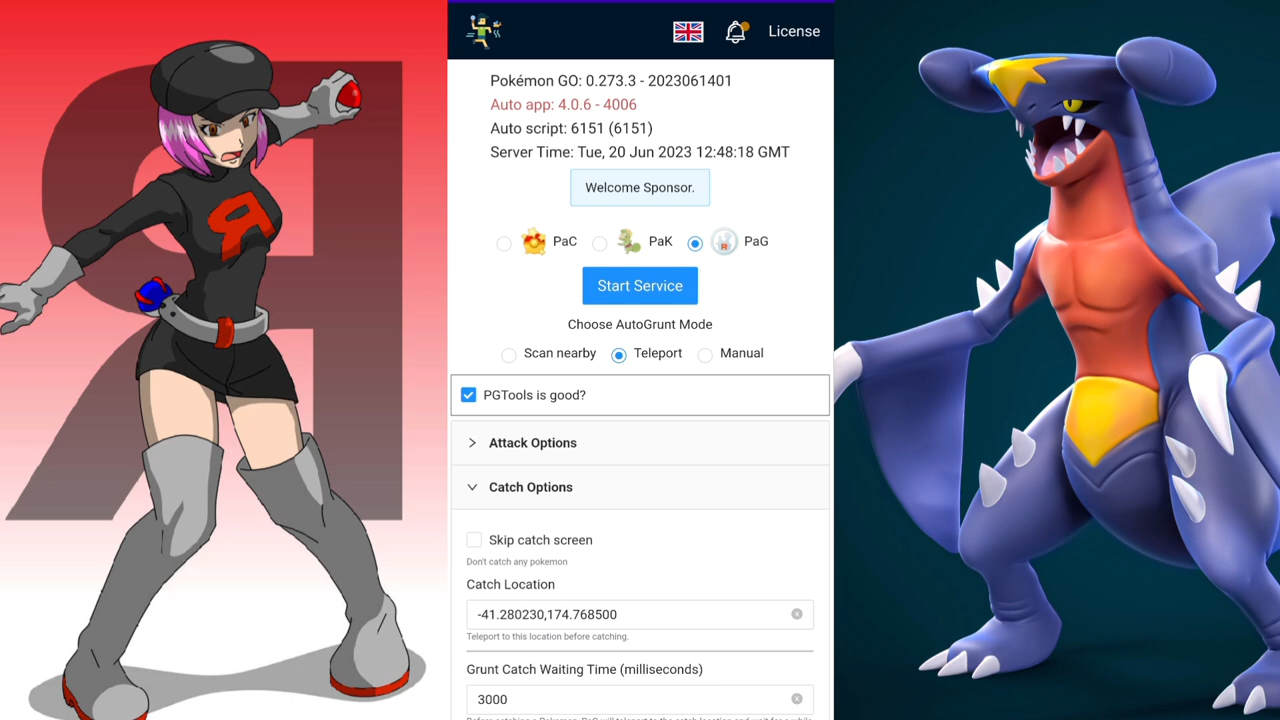 License
Pokémon GO: 0.273.3 - 2023061401
Auto app: 4.0.6 - 4006
Auto script: 6151 (6151)
Server Time: Tue, 20 Jun 2023 12:48:18 GMT
Welcome Sponsor.
PaC PaK R PaG
Start Service
Choose AutoGrunt Mode
Scan nearby Teleport Manual
PGTools is good?
Attack Options
Catch Options
Skip catch screen
Don't catch any pokemon
Catch Location
-41.280230,174.768500
Teleport to this location before catching.
Grunt Catch Waiting Time (milliseconds)
3000